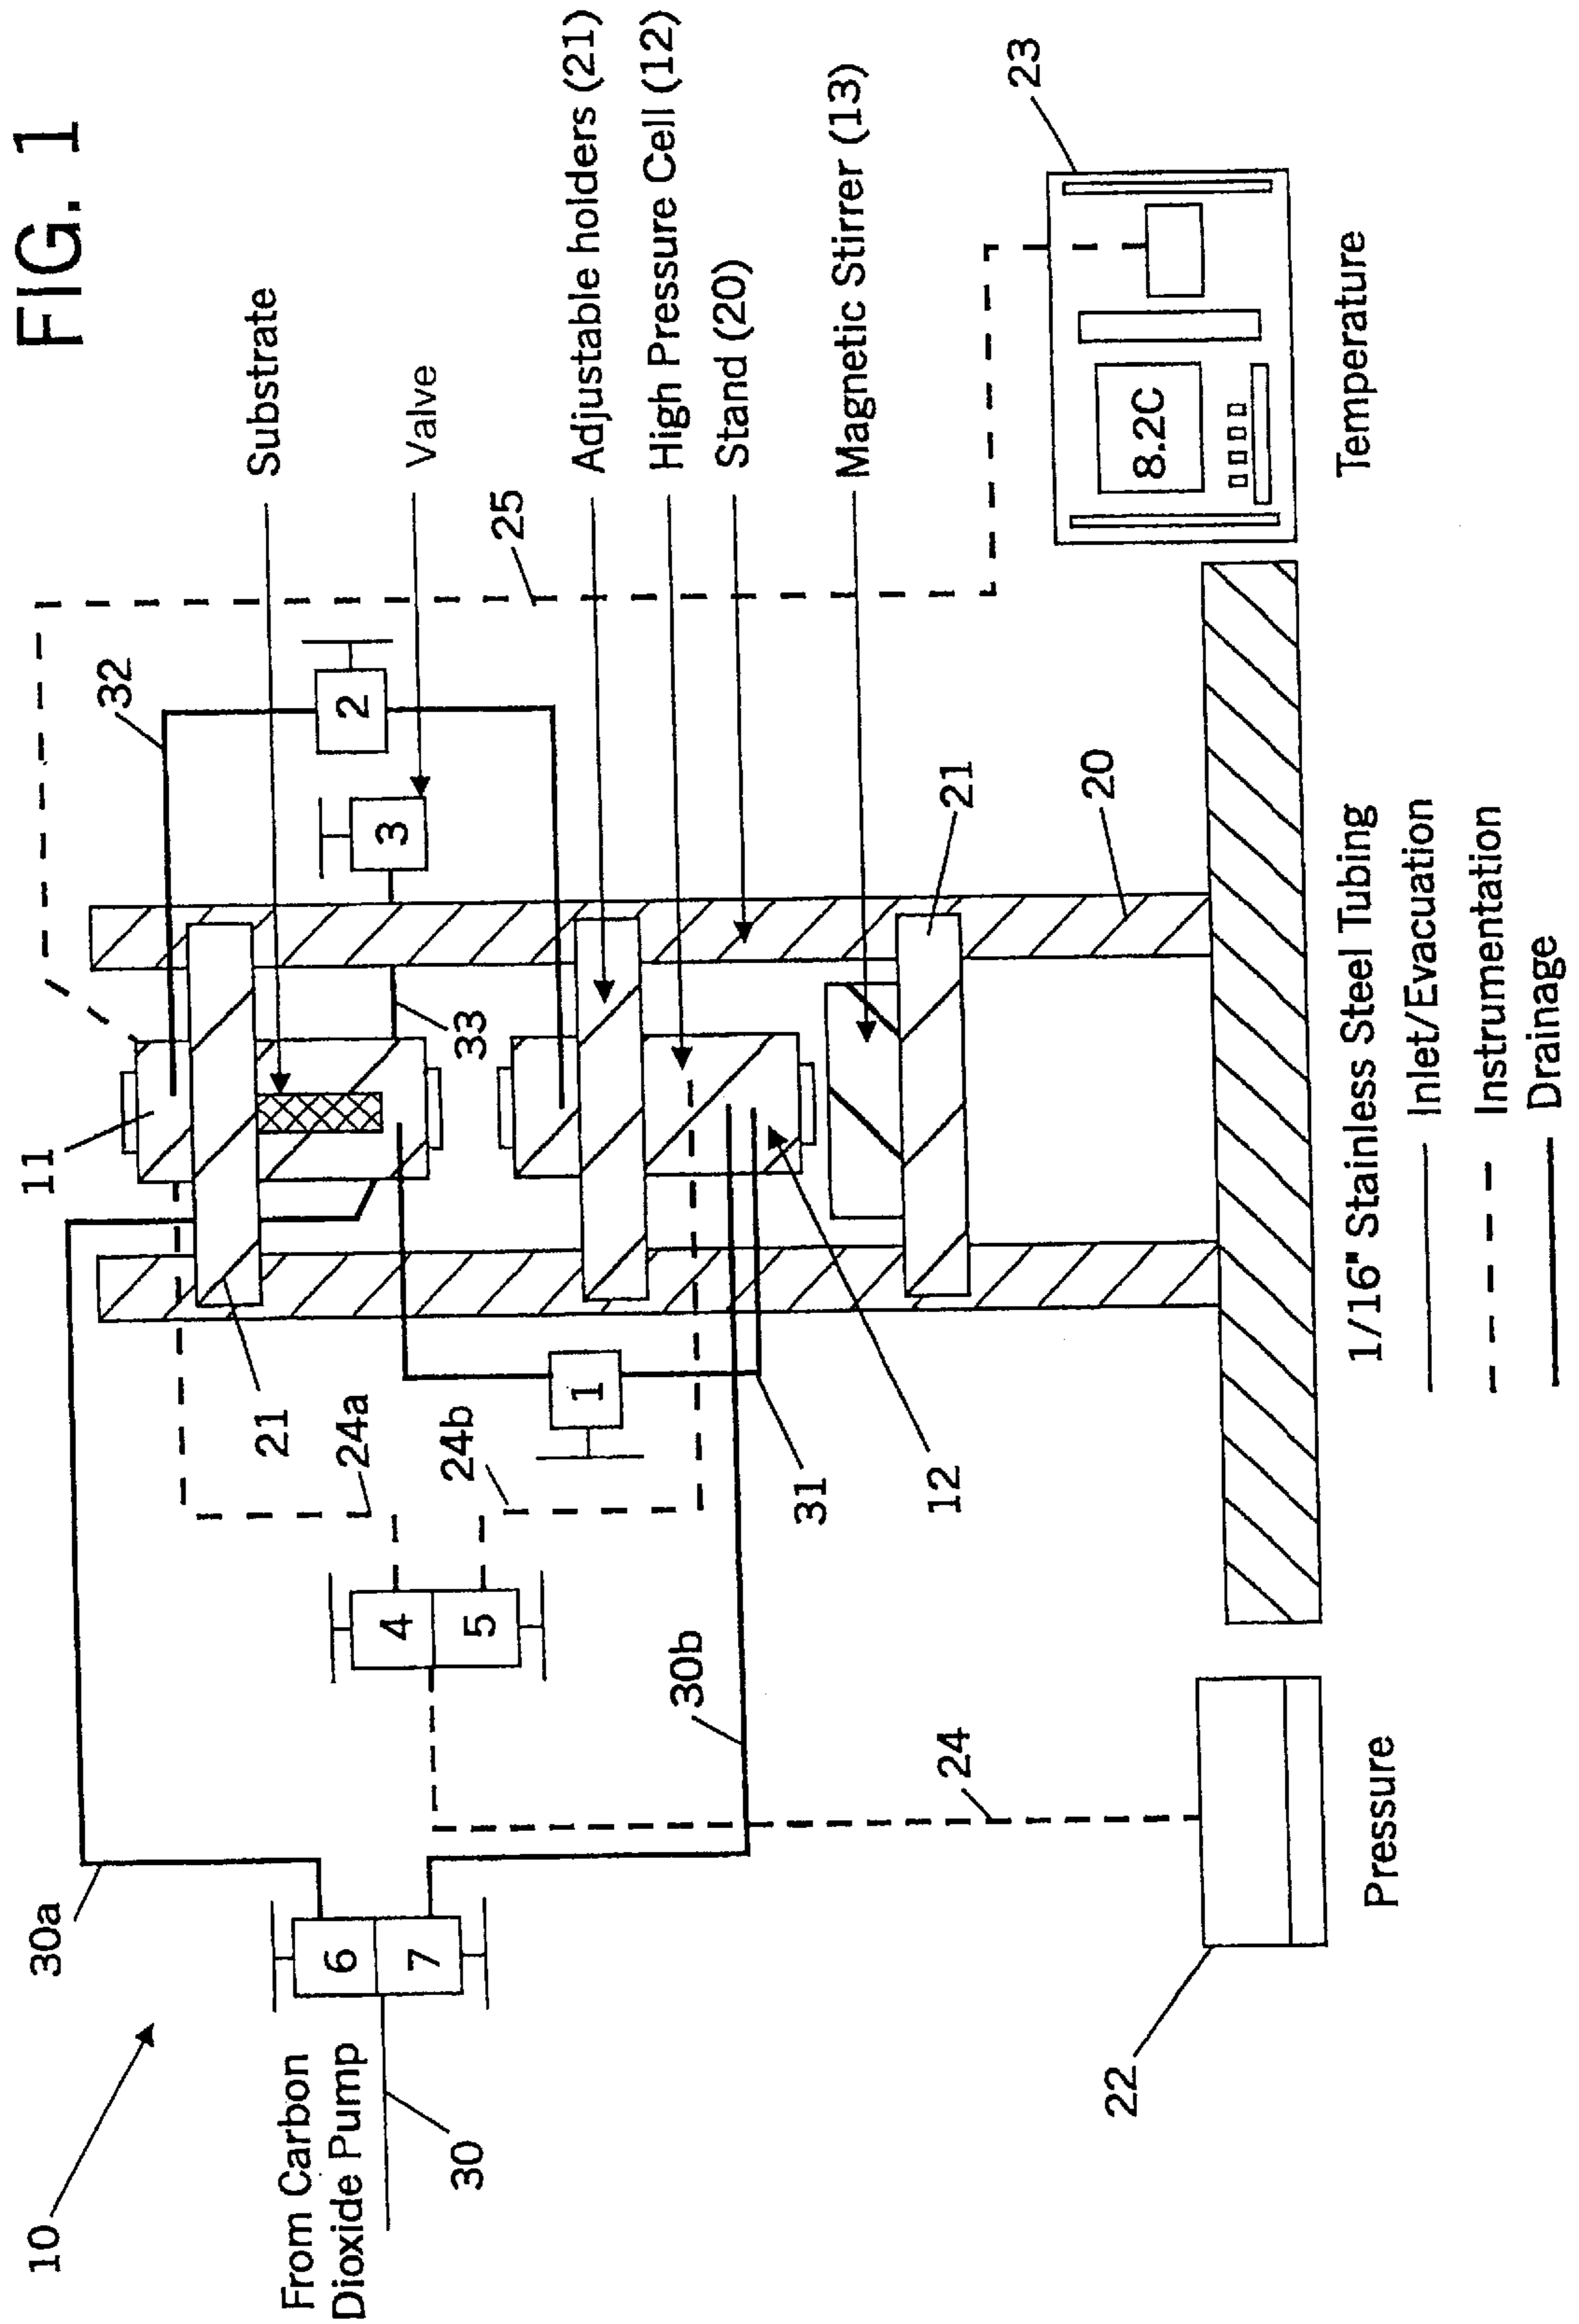 FIG. 1
10
30a
11
32
Substrate
Valve
25
Adjustable holders (21)
High Pressure Cell (12)
Stand (20)
Magnetic Stirrer (13)
23
From Carbon
Dioxide Pump
30
6
7
4
5
21
24a
24b
1
33
3
2
30b
31
12
21
20
24
22
Pressure
8.2C
Temperature
1/16" Stainless Steel Tubing
Inlet/Evacuation
Instrumentation
Drainage